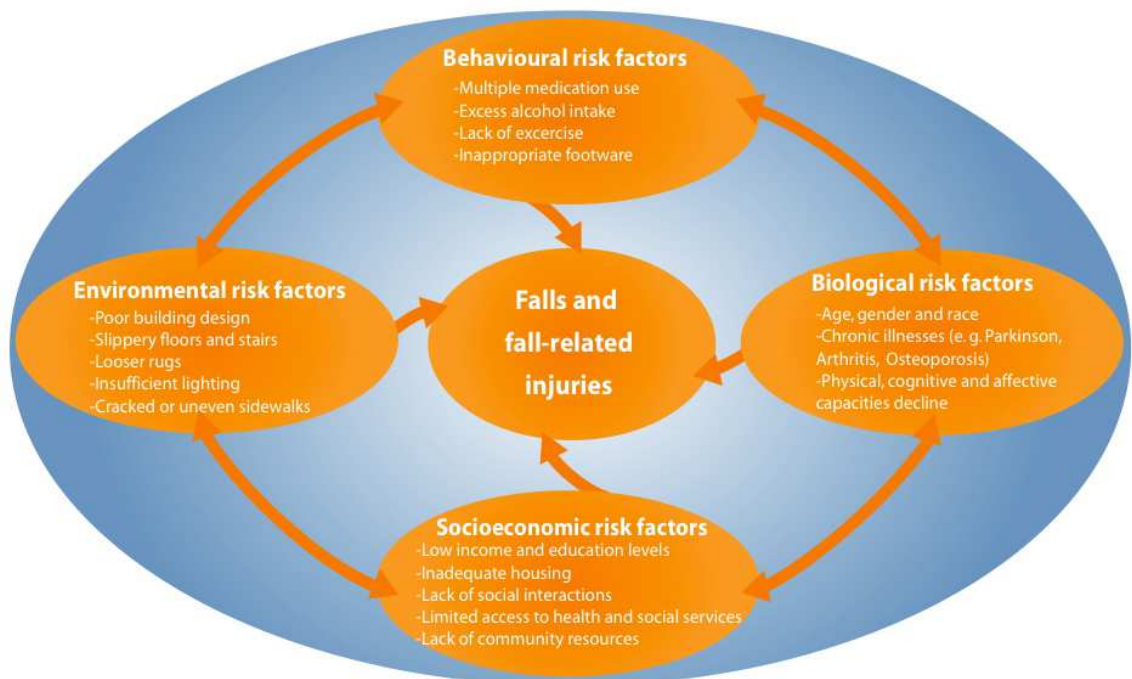 Behavioural risk factors
-Multiple medication use
-Excess alcohol intake
-Lack of excercise
-Inappropriate footware
Environmental risk factors
-Poor building design
-Slippery floors and stairs
-Looser rugs
-Insufficient lighting
-Cracked or uneven sidewalks
Falls and
fall-related
injuries
Biological risk factors
-Age, gender and race
-Chronic illnesses (e. g. Parkinson,
Arthritis, Osteoporosis)
-Physical, cognitive and affective
capacities decline
Socioeconomic risk factors
-Low income and education levels
-Inadequate housing
-Lack of social interactions
-Limited access to health and social services
-Lack of community resources